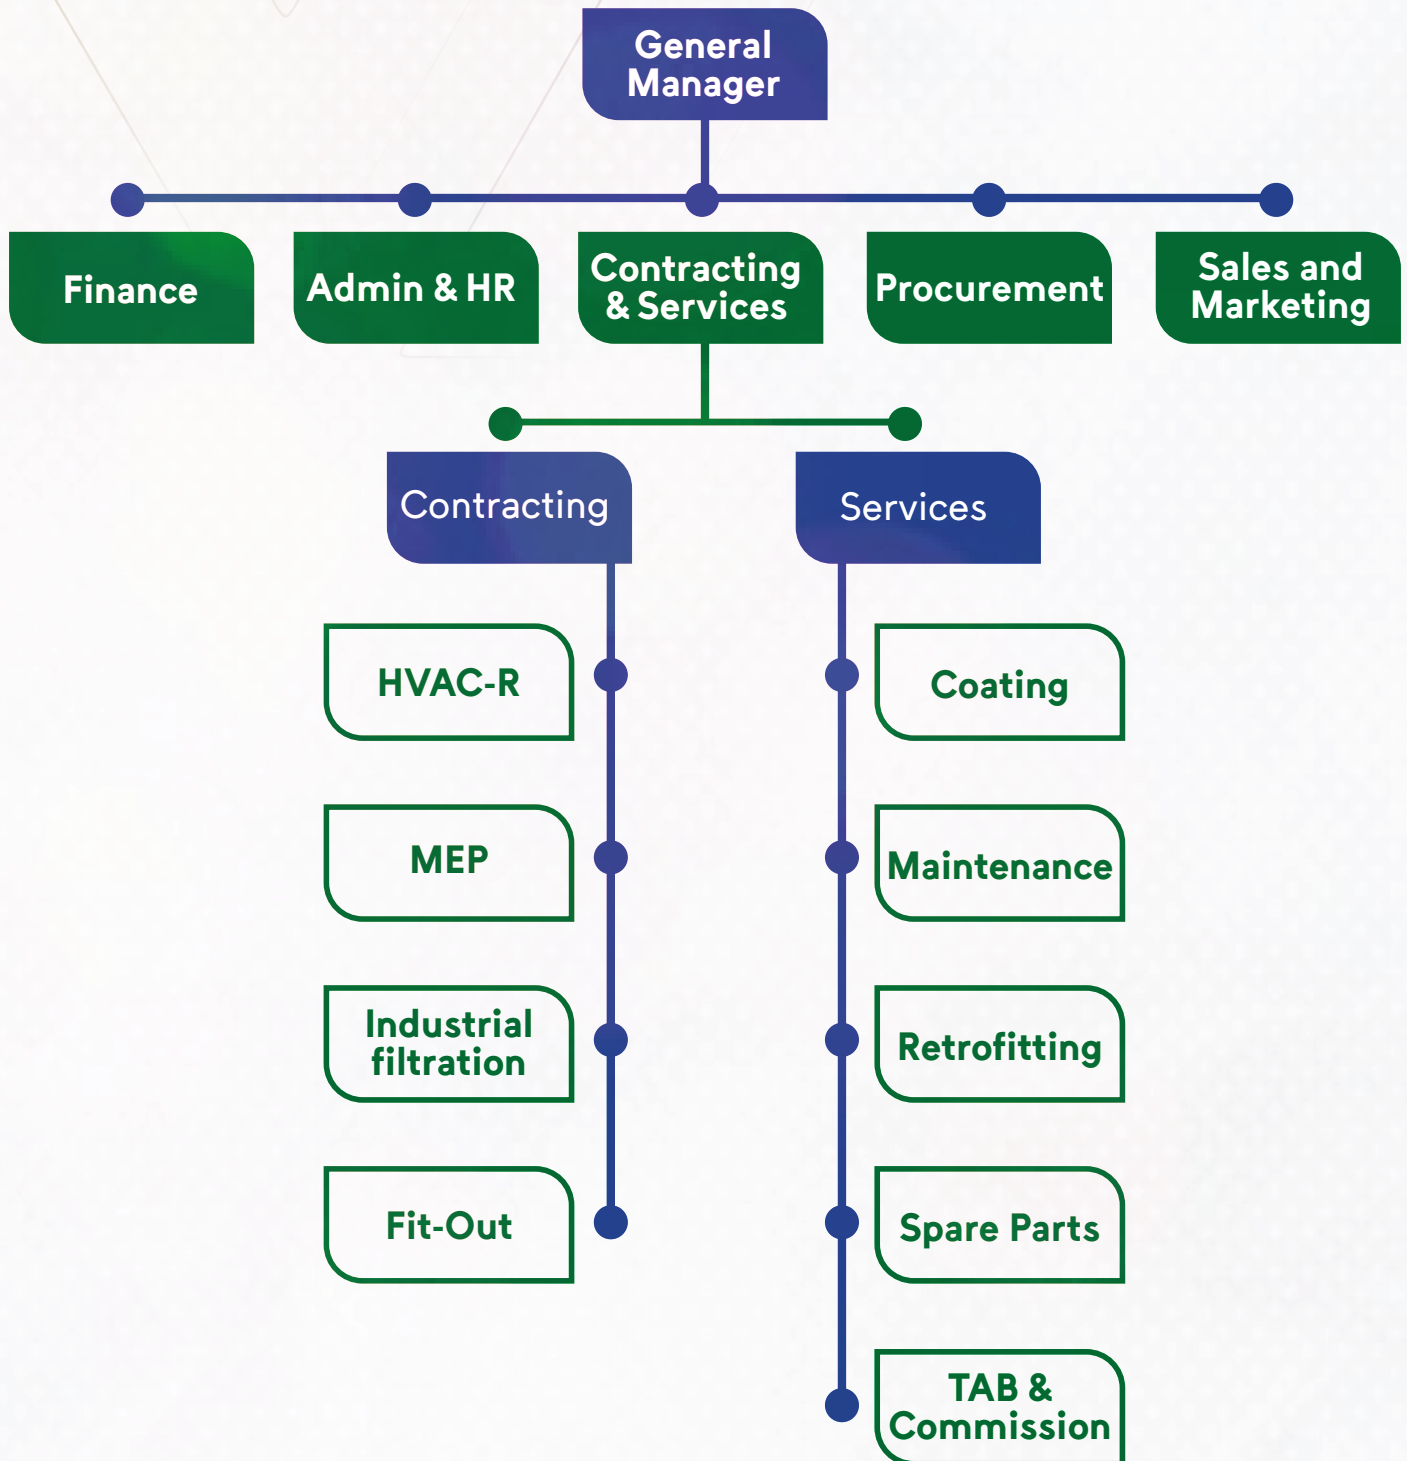 General
Manager
Finance
Admin & HR
Contracting
& Services
Procurement
Sales and
Marketing
Contracting
Services
HVAC-R
Coating
MEP
Maintenance
Industrial
filtration
Retrofitting
Fit-Out
Spare Parts
TAB &
Commission